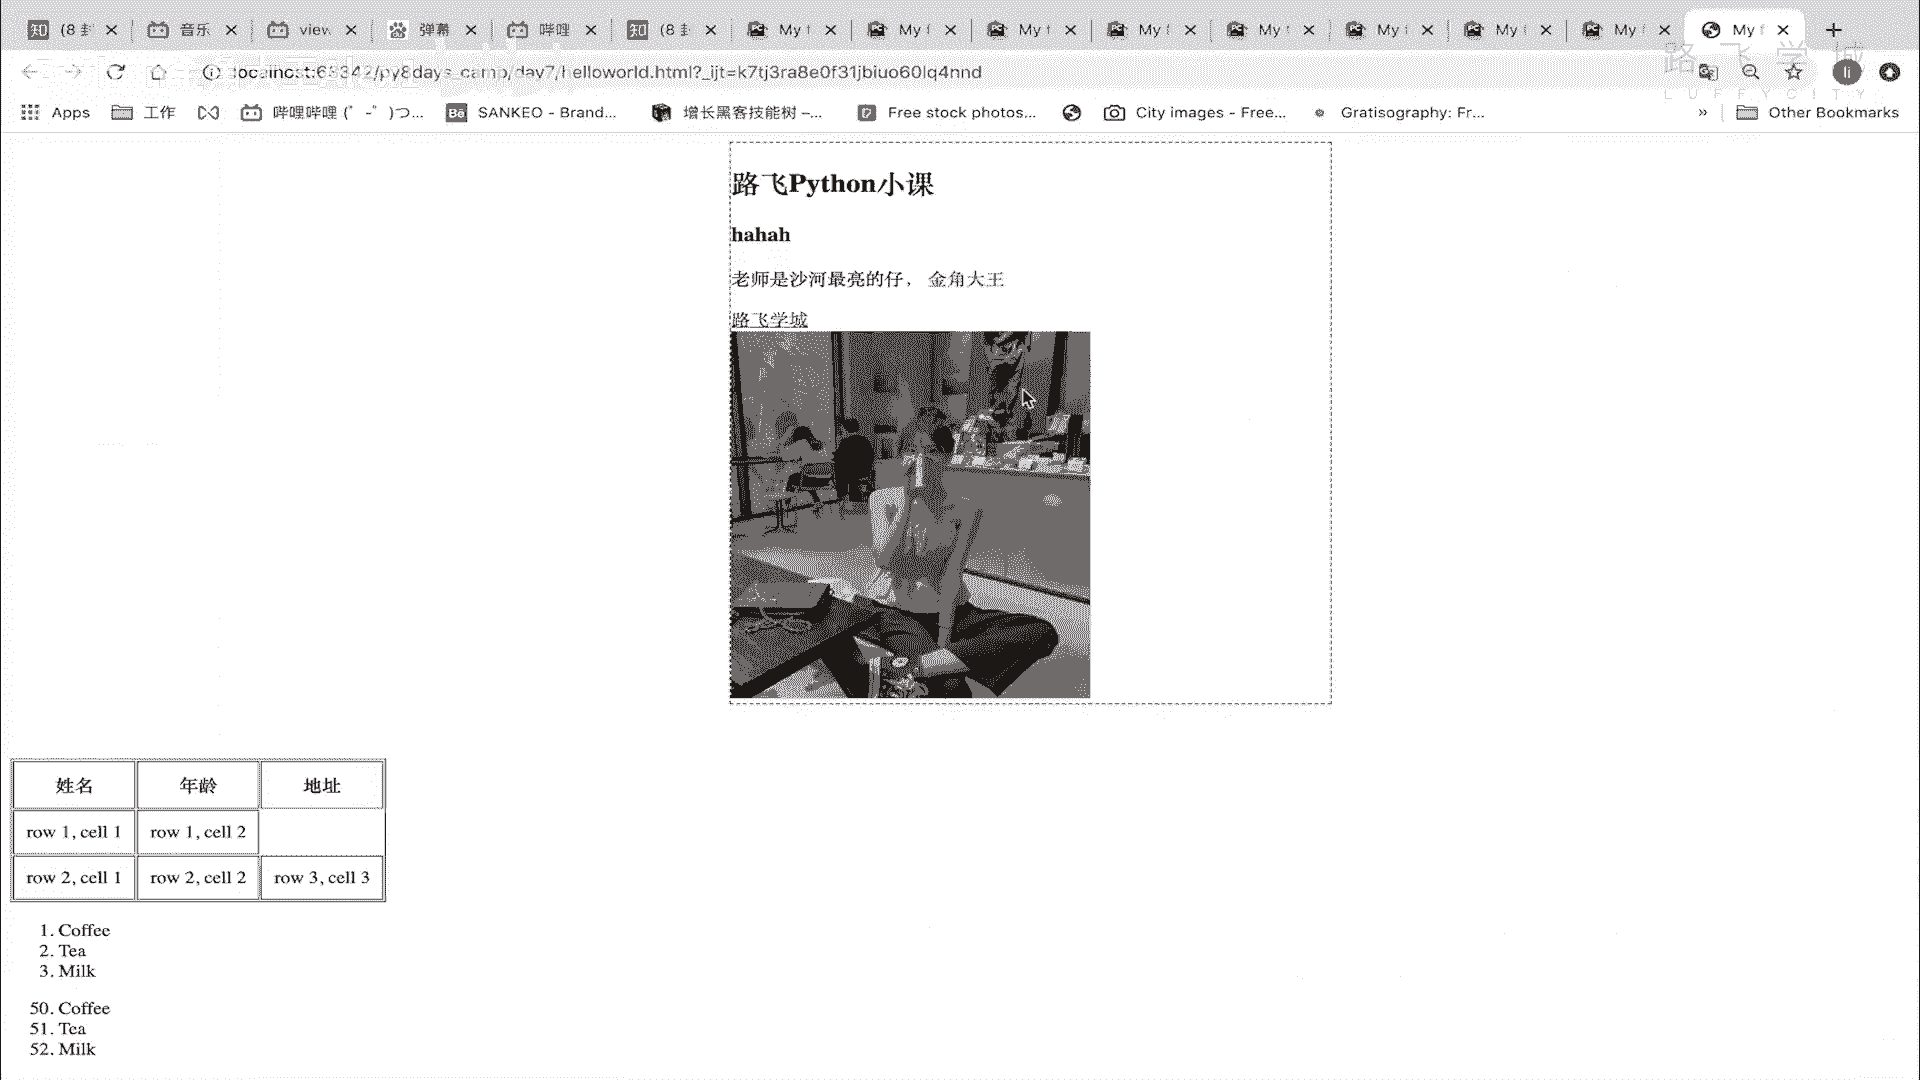 (8 音乐 view 弹幕 哔哩 (8 My f My f My f My f My f My f My f My f My f
localhost:63342/py8days_camp/day7/helloworld.html?_ijt=k7tj3ra8e0f31jbiuo60lq4nnd
Apps 工作 哔哩哔哩 (゜-゜)つ... SANKEO - Brand... 增长黑客技能树 –... Free stock photos... City images - Free... Gratisography: Fr... » Other Bookmarks
路飞学城
LUFFYCITY
路飞Python小课
hahah
老师是沙河最亮的仔， 金角大王
路飞学城
姓名 年龄 地址
row 1, cell 1 row 1, cell 2
row 2, cell 1 row 2, cell 2 row 3, cell 3
1. Coffee
2. Tea
3. Milk
50. Coffee
51. Tea
52. Milk